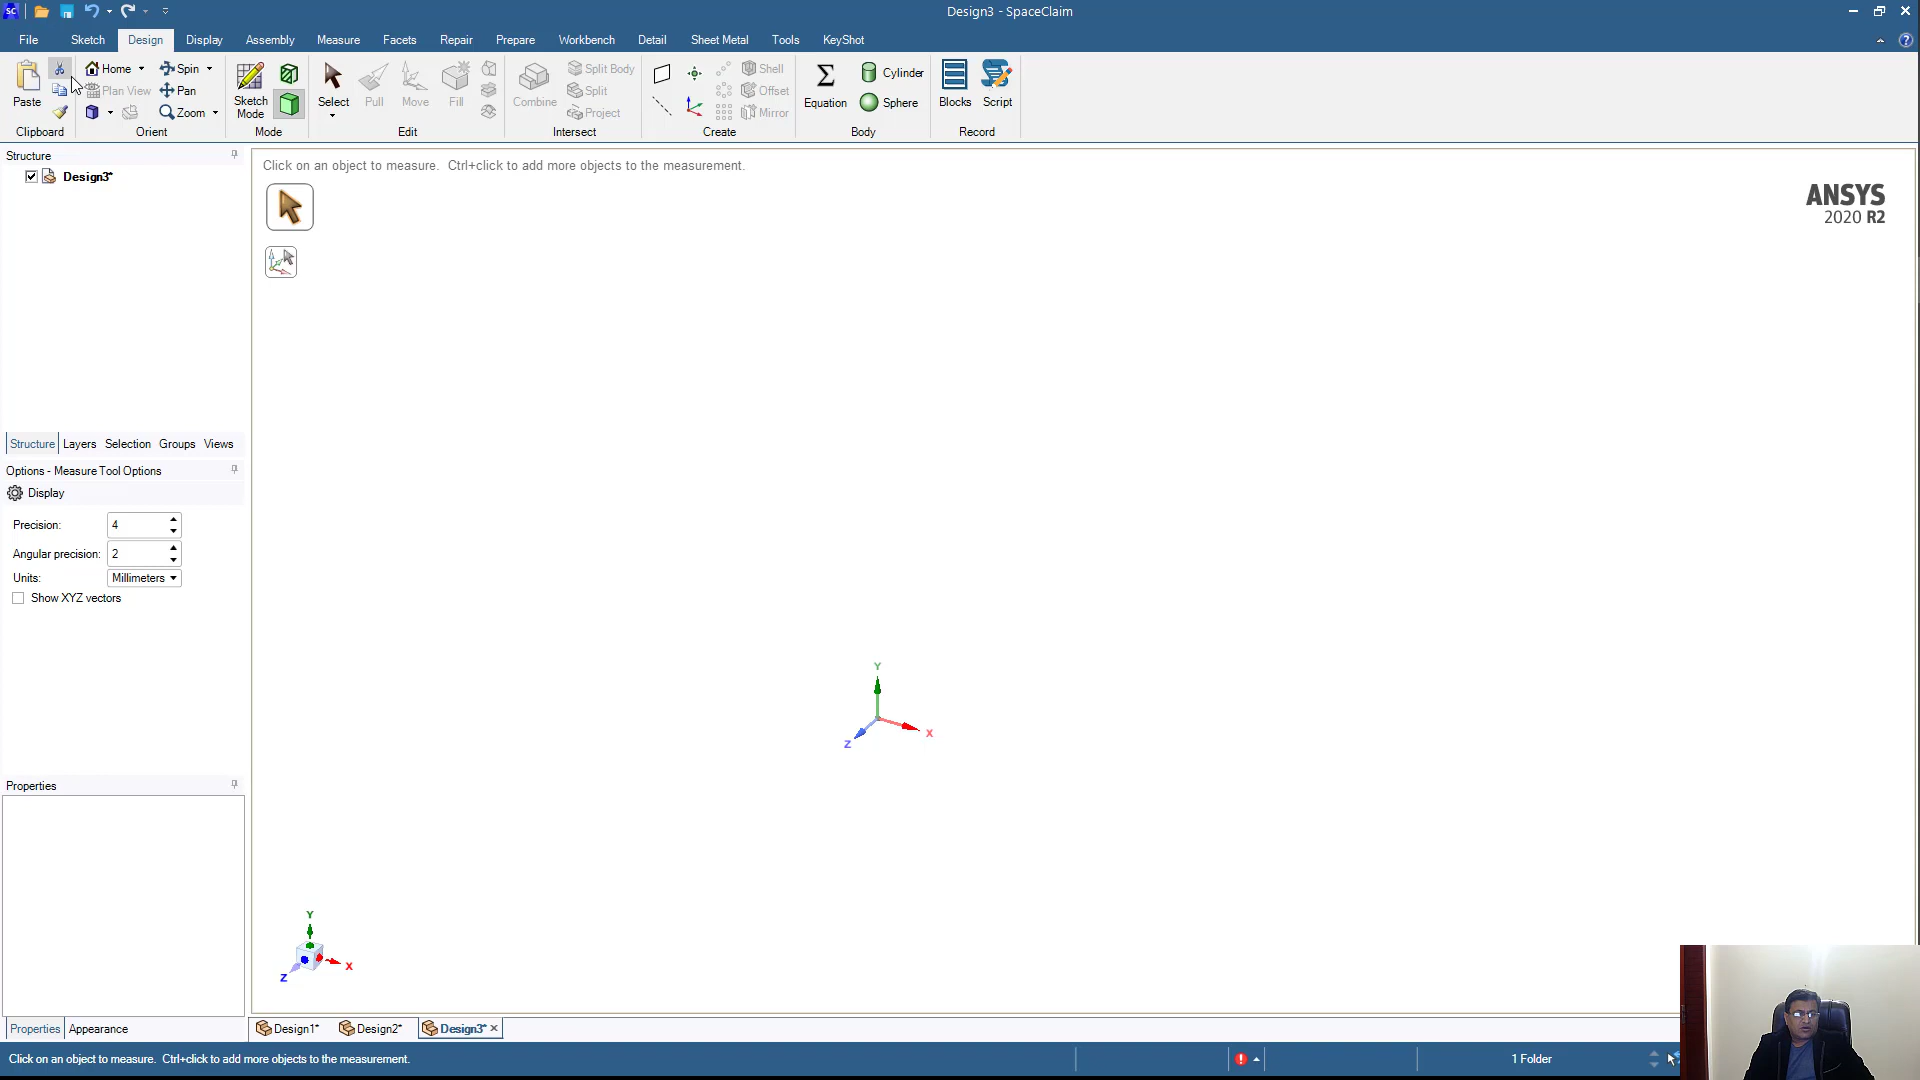 SC
Design3 - SpaceClaim
File Sketch Design Display Assembly Measure Facets Repair Prepare Workbench Detail Sheet Metal Tools KeyShot
Home Spin Split Body Shell Cylinder
Plan View Pan Split Offset
Paste Sketch Mode Select Pull Move Fill Combine Equation Sphere Blocks Script
Zoom Project Mirror
Clipboard Orient Mode Edit Intersect Create Body Record
Structure
Design3*
Click on an object to measure. Ctrl+click to add more objects to the measurement.
ANSYS
2020 R2
Structure Layers Selection Groups Views
Options - Measure Tool Options
Display
Precision: 4
Angular precision: 2
Units: Millimeters
Show XYZ vectors
Y
X
Z
Properties
Y
X
Z
Properties Appearance
Design1* Design2* Design3*
Click on an object to measure. Ctrl+click to add more objects to the measurement. 1 Folder